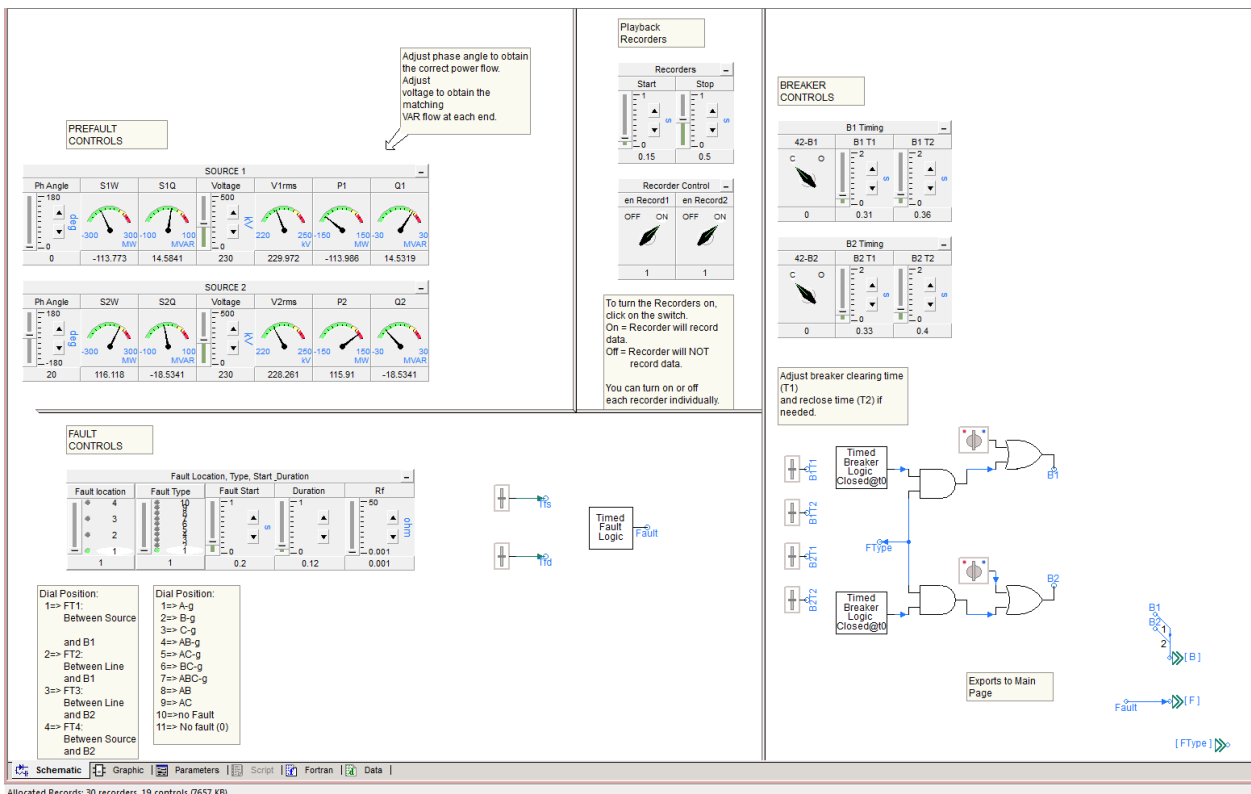 Adjust phase angle to obtain
the correct power flow.
Adjust
voltage to obtain the
matching
VAR flow at each end.
PREFAULT
CONTROLS
SOURCE 1
Ph Angle S1W S1Q Voltage V1rms P1 Q1
180 500
deg kV
0 -300 300 -100 100 0 220 250 -150 150 -30 30
MW MVAR kV MW MVAR
0 -113.773 14.5841 230 229.972 -113.986 14.5319
SOURCE 2
Ph Angle S2W S2Q Voltage V2rms P2 Q2
180 500
deg kV
-180 -300 300 -100 100 0 220 250 -150 150 -30 30
MW MVAR kV MW MVAR
20 116.118 -18.5341 230 228.261 115.91 -18.5341
Playback
Recorders
Recorders
Start Stop
1 1
s s
0 0
0.15 0.5
Recorder Control
en Record1 en Record2
OFF ON OFF ON
1 1
To turn the Recorders on,
click on the switch.
On = Recorder will record
data.
Off = Recorder will NOT
record data.
You can turn on or off
each recorder individually.
BREAKER
CONTROLS
B1 Timing
42-B1 B1 T1 B1 T2
C O 2 2
s s
0 0
0 0.31 0.36
B2 Timing
42-B2 B2 T1 B2 T2
C O 2 2
s s
0 0
0 0.33 0.4
Adjust breaker clearing time
(T1)
and reclose time (T2) if
needed.
FAULT
CONTROLS
Fault Location, Type, Start_Duration
Fault location Fault Type Fault Start Duration Rf
4 10 1 1 50
3 9
2 s s ohm
1 1 0 0 0.001
1 1 0.2 0.12 0.001
Dial Position:
1=> FT1:
Between Source
and B1
2=> FT2:
Between Line
and B1
3=> FT3:
Between Line
and B2
4=> FT4:
Between Source
and B2
Dial Position:
1=> A-g
2=> B-g
3=> C-g
4=> AB-g
5=> AC-g
6=> BC-g
7=> ABC-g
8=> AB
9=> AC
10=>no Fault
11=> No fault (0)
Tfs
Tfd
Timed
Fault
Logic
Fault
B1T1
B1T2
B2T1
B2T2
Timed
Breaker
Logic
Closed@t0
B1
FType
Timed
Breaker
Logic
Closed@t0
B2
B1
B2
1
2
[ B ]
Exports to Main
Page
Fault
[ F ]
[ FType ]
Schematic Graphic Parameters Script Fortran Data
Allocated Records: 30 recorders, 19 controls (7657 KB)